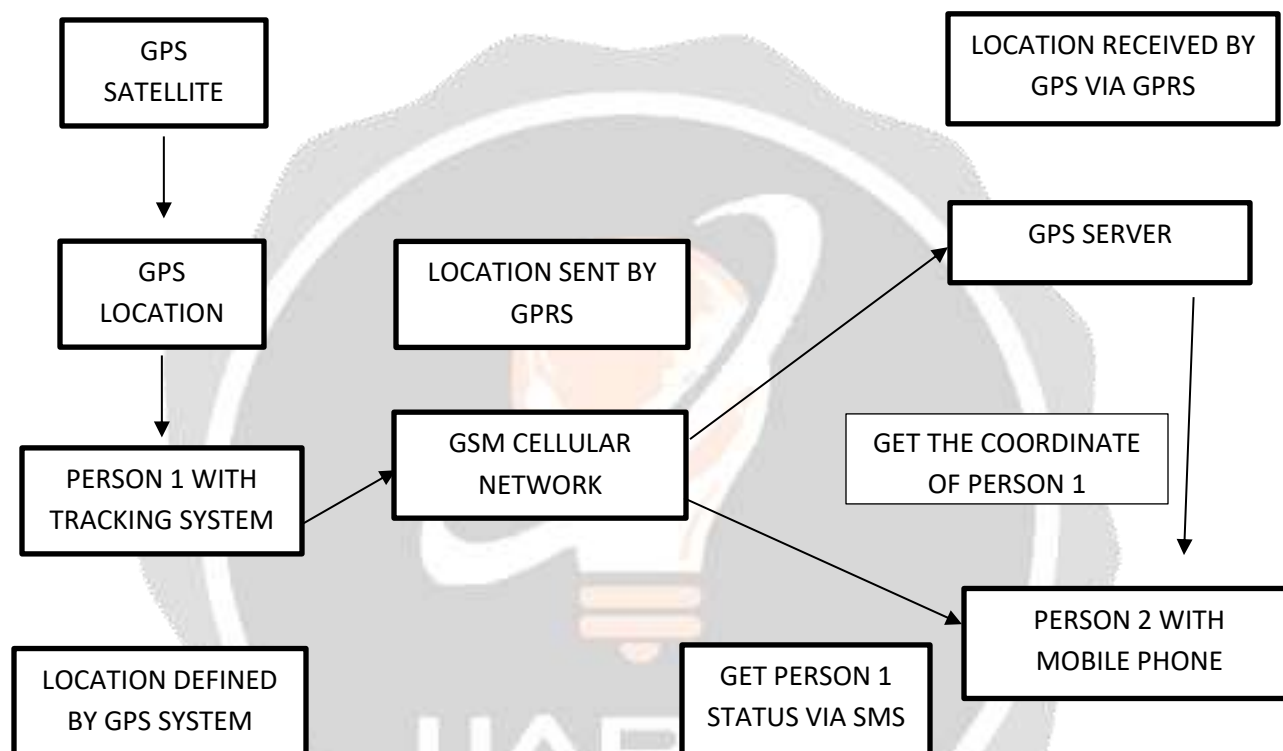 GPS
SATELLITE
LOCATION RECEIVED BY
GPS VIA GPRS
GPS
LOCATION
LOCATION SENT BY
GPRS
GPS SERVER
PERSON 1 WITH
TRACKING SYSTEM
GSM CELLULAR
NETWORK
GET THE COORDINATE
OF PERSON 1
PERSON 2 WITH
MOBILE PHONE
LOCATION DEFINED
BY GPS SYSTEM
GET PERSON 1
STATUS VIA SMS